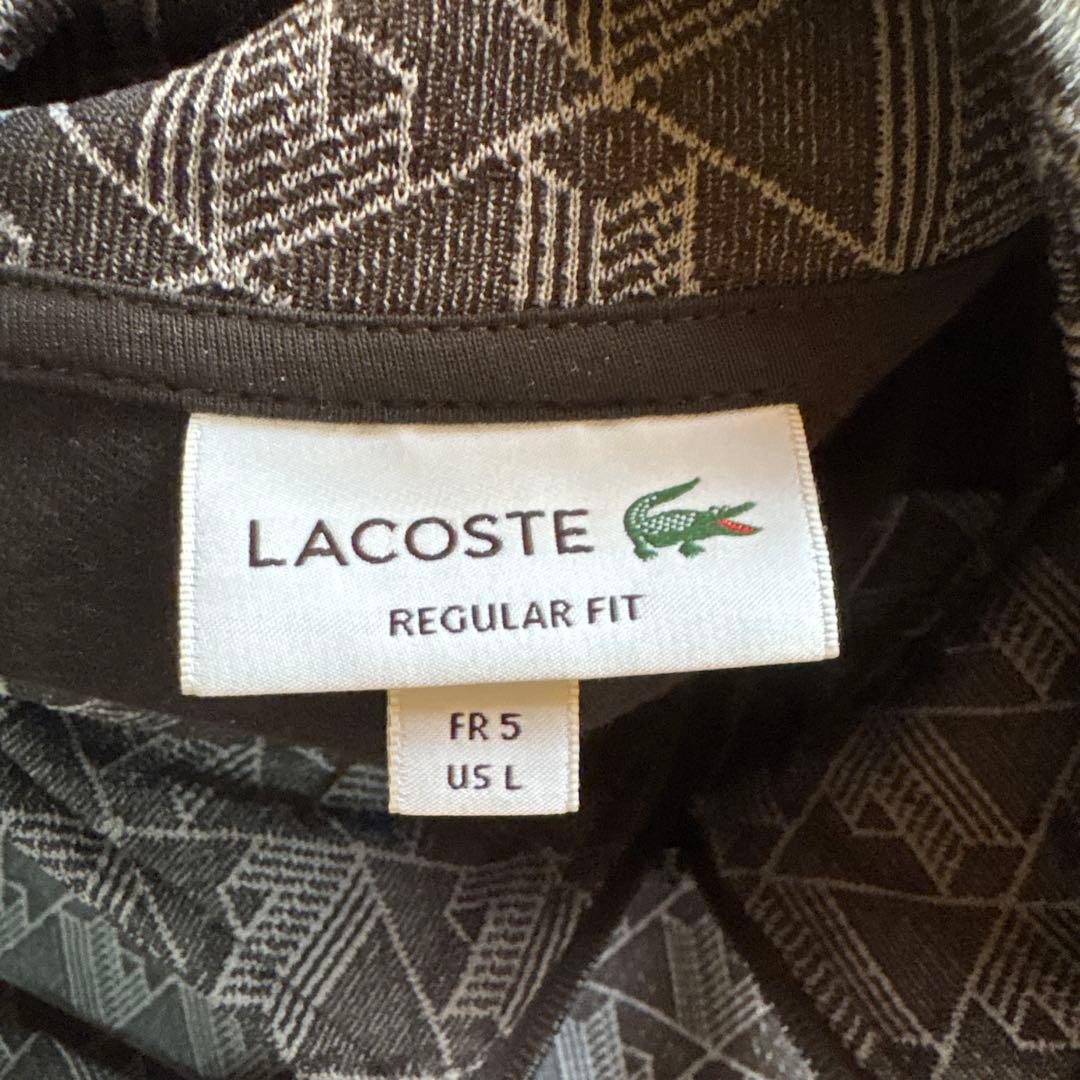 LACOSTE
REGULAR FIT
FR 5
US L